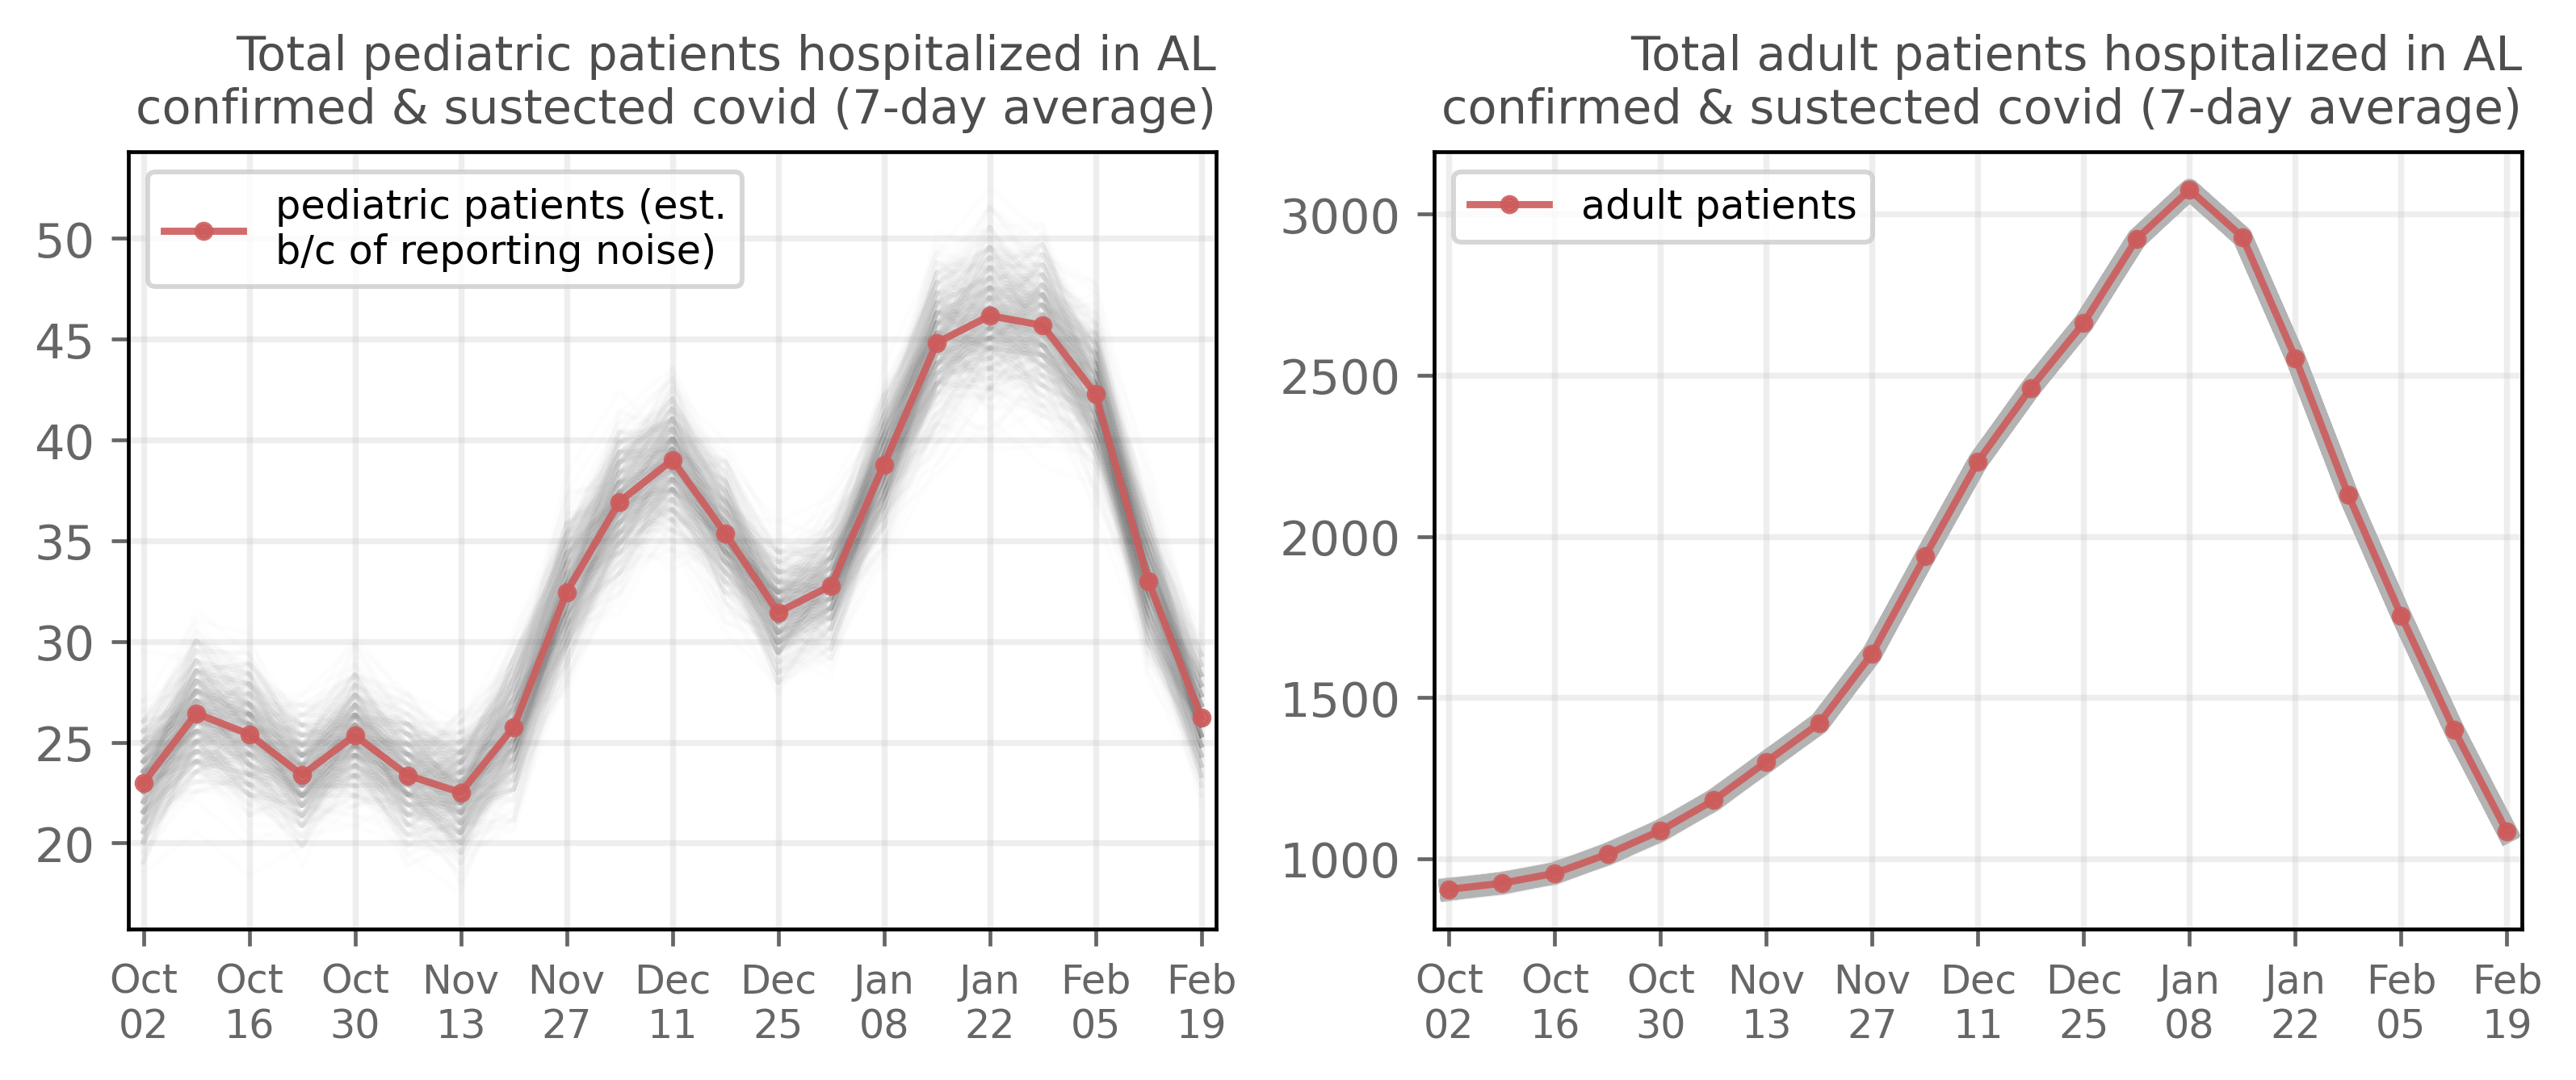 Total pediatric patients hospitalized in AL
confirmed & sustected covid (7-day average)
pediatric patients (est.
b/c of reporting noise)
50
45
40
35
30
25
20
Oct 02
Oct 16
Oct 30
Nov 13
Nov 27
Dec 11
Dec 25
Jan 08
Jan 22
Feb 05
Feb 19
Total adult patients hospitalized in AL
confirmed & sustected covid (7-day average)
adult patients
3000
2500
2000
1500
1000
Oct 02
Oct 16
Oct 30
Nov 13
Nov 27
Dec 11
Dec 25
Jan 08
Jan 22
Feb 05
Feb 19